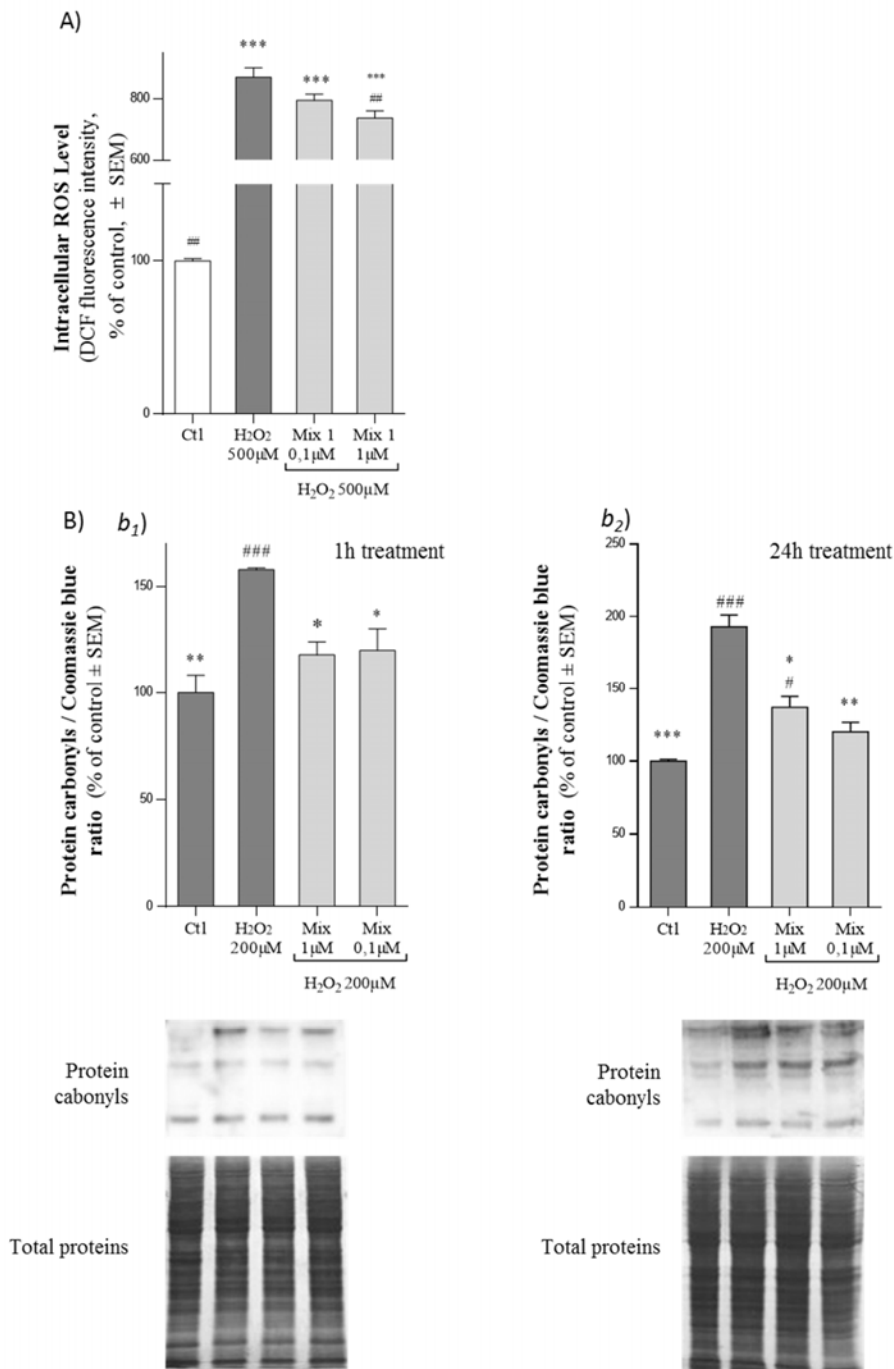 A)
Intracellular ROS Level
(DCF fluorescence intensity,
% of control, ± SEM)
***
***
***
##
##
800
600
100
0
Ctl
H2O2
500µM
Mix 1
0,1µM
Mix 1
1µM
H2O2 500µM
B)
b1)
1h treatment
Protein carbonyls / Coomassie blue
ratio (% of control ± SEM)
###
**
*
*
150
100
50
0
Ctl
H2O2
200µM
Mix
1µM
Mix
0,1µM
H2O2 200µM
Protein
cabonyls
Total proteins
b2)
24h treatment
Protein carbonyls / Coomassie blue
ratio (% of control ± SEM)
###
*
#
**
***
250
200
150
100
50
0
Ctl
H2O2
200µM
Mix
1µM
Mix
0,1µM
H2O2 200µM
Protein
cabonyls
Total proteins